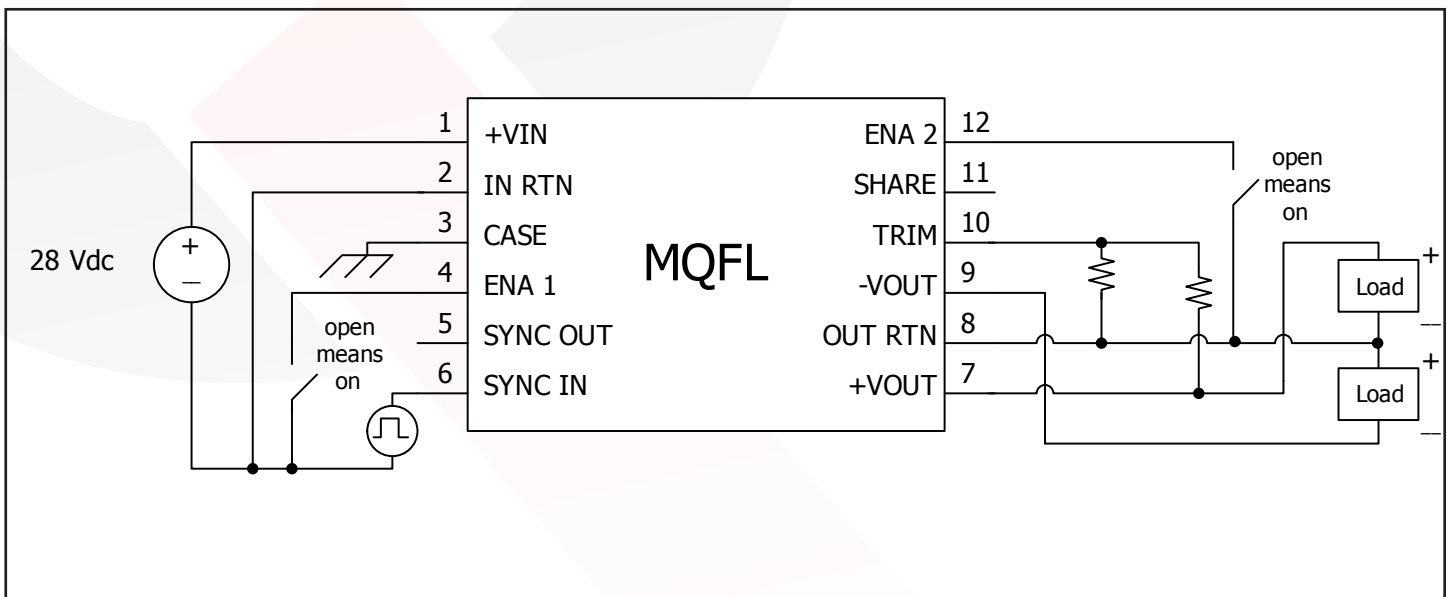 28 Vdc
+
–
1
+VIN
2
IN RTN
3
CASE
4
ENA 1
5
SYNC OUT
6
SYNC IN
open
means
on
MQFL
ENA 2
12
SHARE
11
TRIM
10
-VOUT
9
OUT RTN
8
+VOUT
7
open
means
on
Load
+
–
Load
+
–